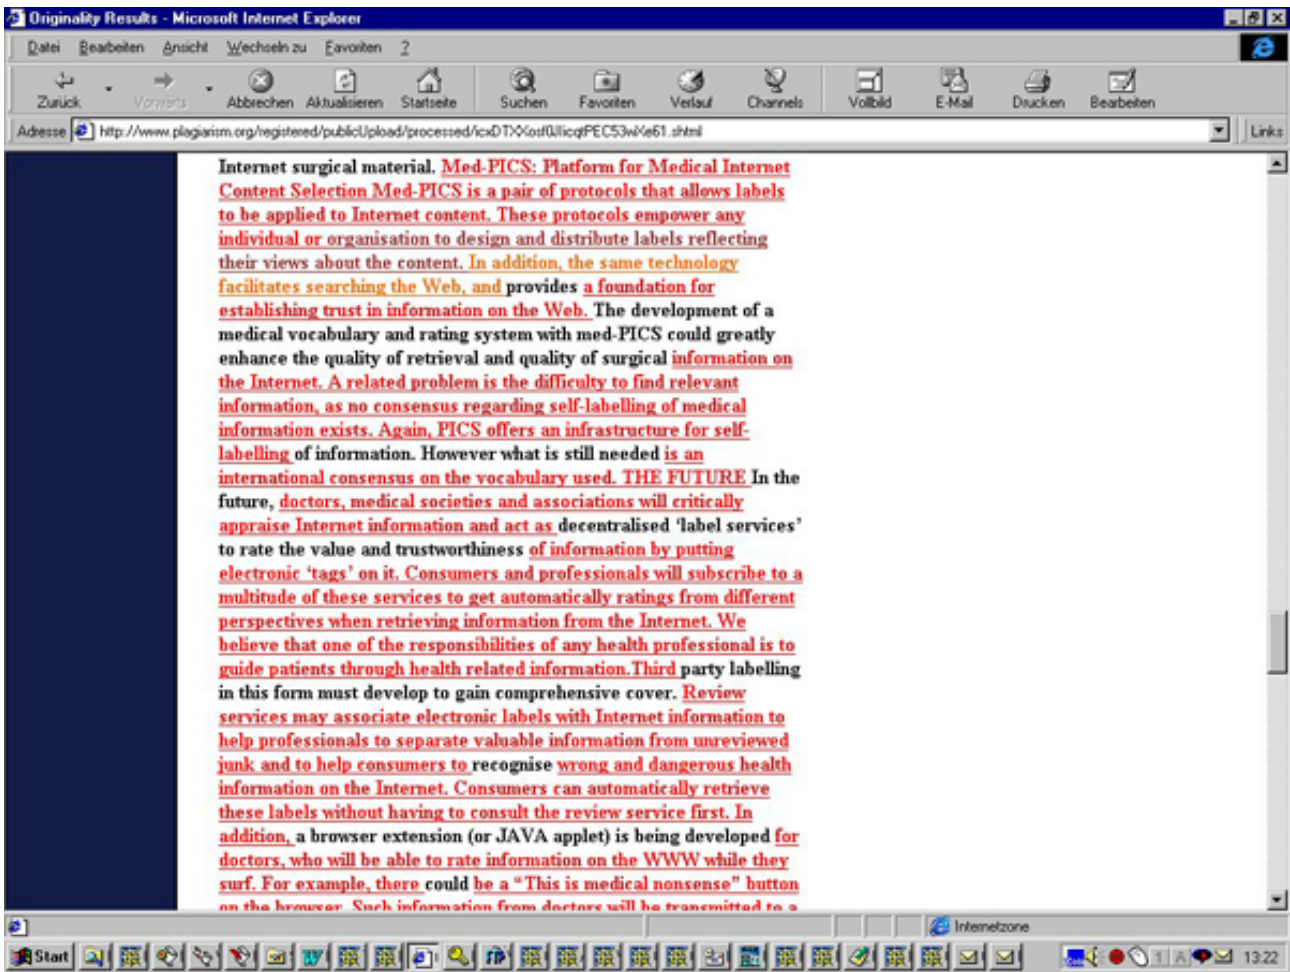 Originality Results - Microsoft Internet Explorer
Datei Bearbeiten Ansicht Wechseln zu Favoriten ?
Zurück Vorwärts Abbrechen Aktualisieren Startseite Suchen Favoriten Verlauf Channels Vollbild E-Mail Drucken Bearbeiten
Adresse Links
Internet surgical material. Med-PICS: Platform for Medical Internet
Content Selection Med-PICS is a pair of protocols that allows labels
to be applied to Internet content. These protocols empower any
individual or organisation to design and distribute labels reflecting
their views about the content. In addition, the same technology
facilitates searching the Web, and provides a foundation for
establishing trust in information on the Web. The development of a
medical vocabulary and rating system with med-PICS could greatly
enhance the quality of retrieval and quality of surgical information on
the Internet. A related problem is the difficulty to find relevant
information, as no consensus regarding self-labelling of medical
information exists. Again, PICS offers an infrastructure for self-
labelling of information. However what is still needed is an
international consensus on the vocabulary used. THE FUTURE In the
future, doctors, medical societies and associations will critically
appraise Internet information and act as decentralised ‘label services’
to rate the value and trustworthiness of information by putting
electronic ‘tags’ on it. Consumers and professionals will subscribe to a
multitude of these services to get automatically ratings from different
perspectives when retrieving information from the Internet. We
believe that one of the responsibilities of any health professional is to
guide patients through health related information.Third party labelling
in this form must develop to gain comprehensive cover. Review
services may associate electronic labels with Internet information to
help professionals to separate valuable information from unreviewed
junk and to help consumers to recognise wrong and dangerous health
information on the Internet. Consumers can automatically retrieve
these labels without having to consult the review service first. In
addition, a browser extension (or JAVA applet) is being developed for
doctors, who will be able to rate information on the WWW while they
surf. For example, there could be a “This is medical nonsense” button
on the browser. Such information from doctors will be transmitted to a
Internetzone
Start 13:22